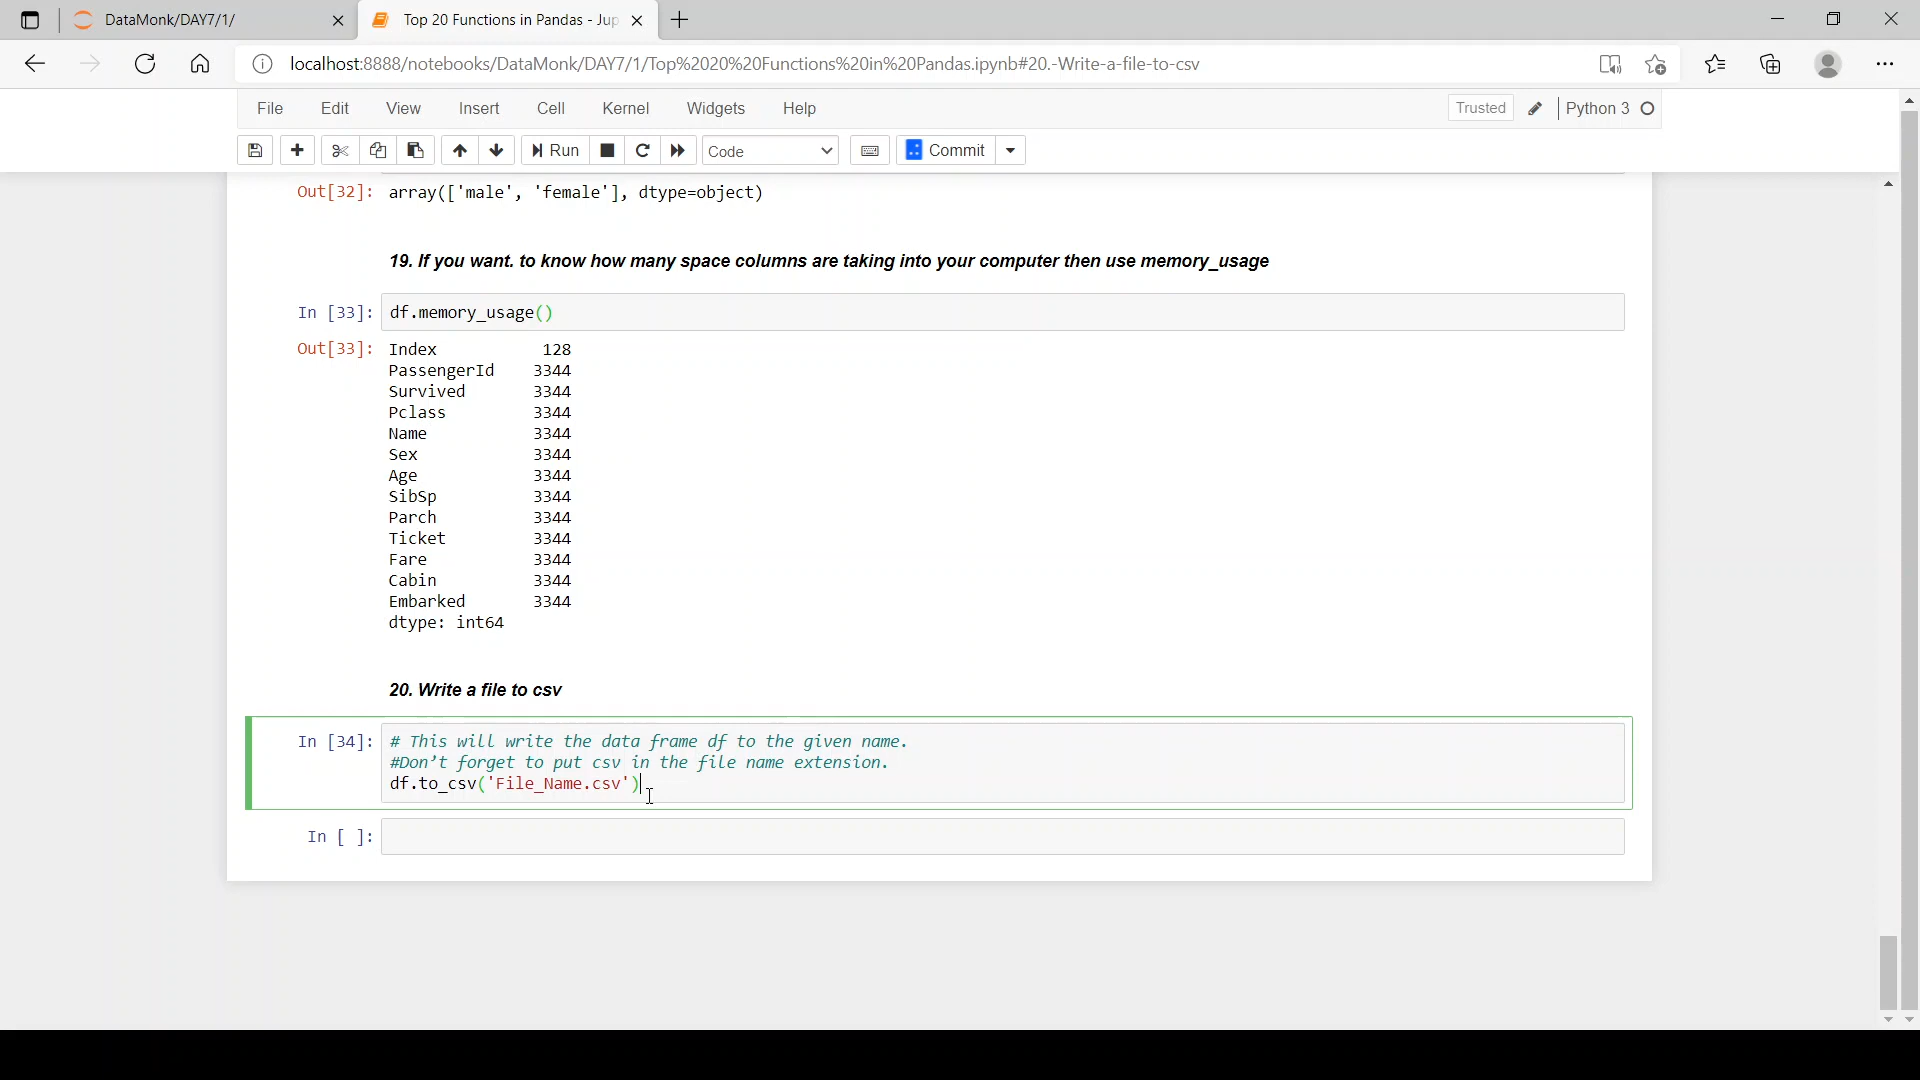 DataMonk/DAY7/1/
Top 20 Functions in Pandas - Jup
localhost:8888/notebooks/DataMonk/DAY7/1/Top%2020%20Functions%20in%20Pandas.ipynb#20.-Write-a-file-to-csv
File Edit View Insert Cell Kernel Widgets Help Trusted Python 3
Run Code Commit
Out[32]: array(['male', 'female'], dtype=object)
19. If you want. to know how many space columns are taking into your computer then use memory_usage
In [33]: df.memory_usage()
Out[33]: Index 128
PassengerId 3344
Survived 3344
Pclass 3344
Name 3344
Sex 3344
Age 3344
SibSp 3344
Parch 3344
Ticket 3344
Fare 3344
Cabin 3344
Embarked 3344
dtype: int64
20. Write a file to csv
In [34]: # This will write the data frame df to the given name.
#Don’t forget to put csv in the file name extension.
df.to_csv('File_Name.csv')
In [ ]: